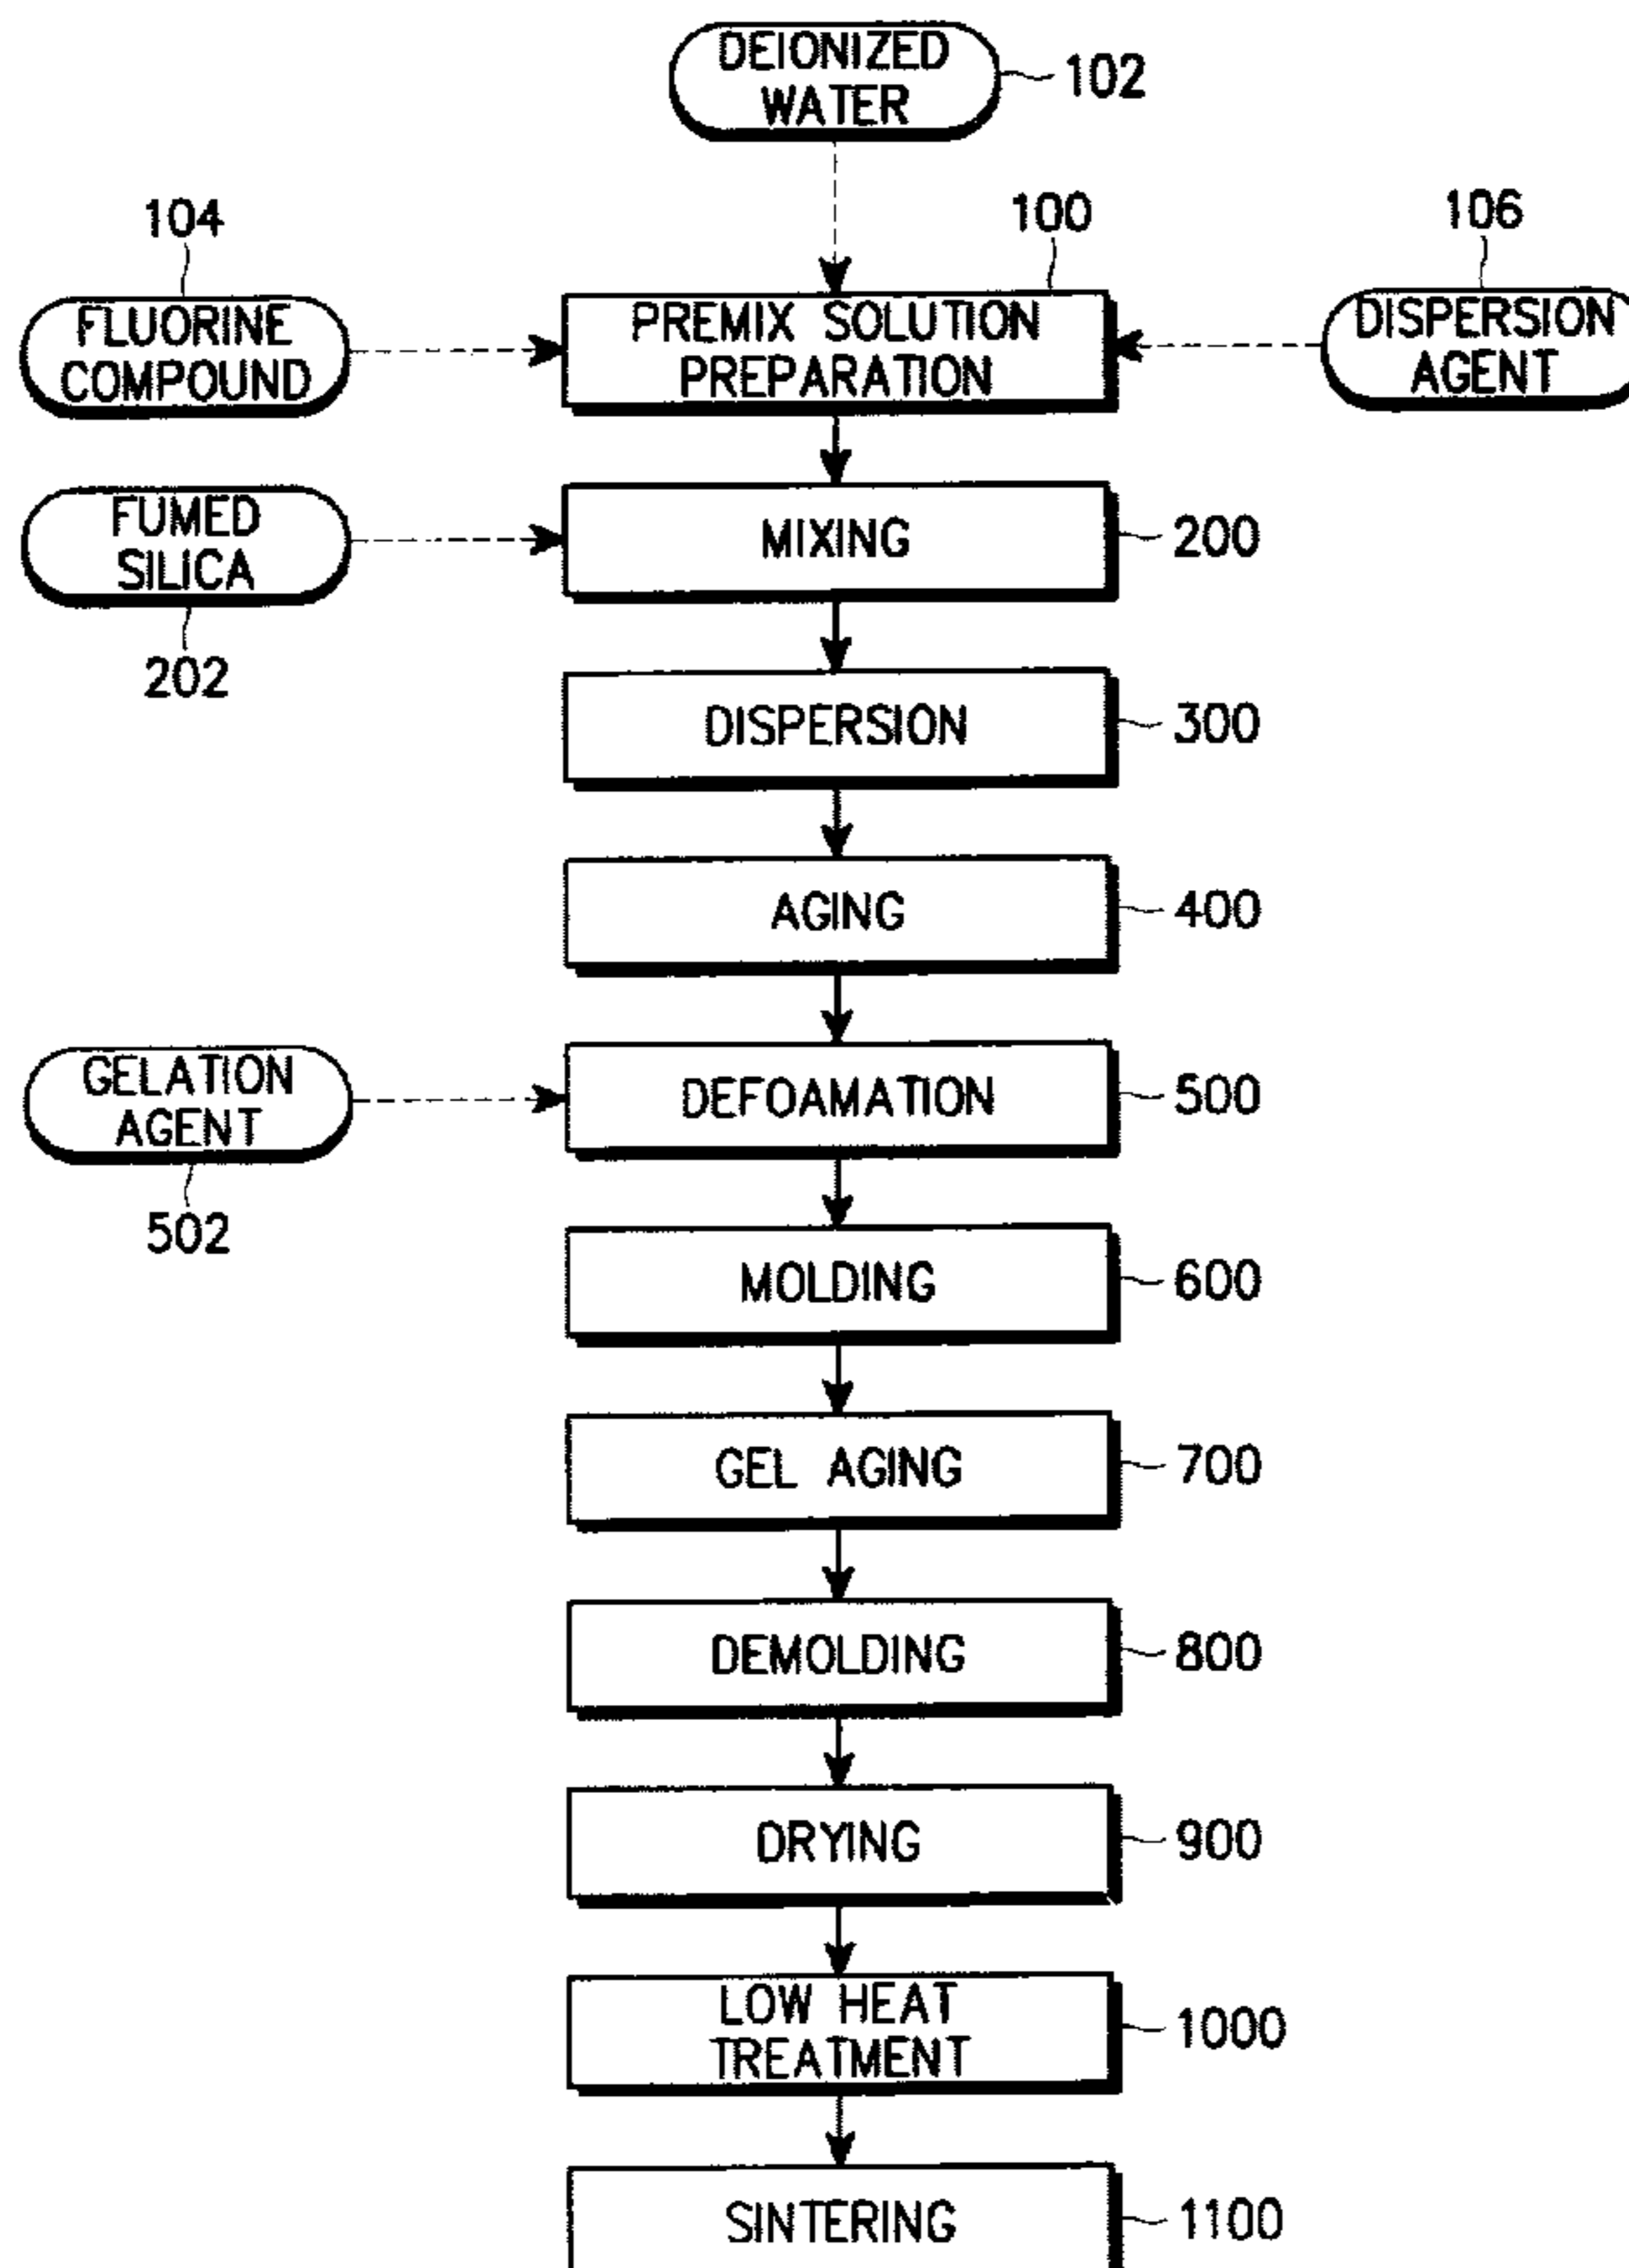 DEIONIZED
WATER
102
104
100
106
FLUORINE
COMPOUND
PREMIX SOLUTION
PREPARATION
DISPERSION
AGENT
FUMED
SILICA
202
MIXING
200
DISPERSION
300
AGING
400
GELATION
AGENT
502
DEFOAMATION
500
MOLDING
600
GEL AGING
700
DEMOLDING
800
DRYING
900
LOW HEAT
TREATMENT
1000
SINTERING
1100